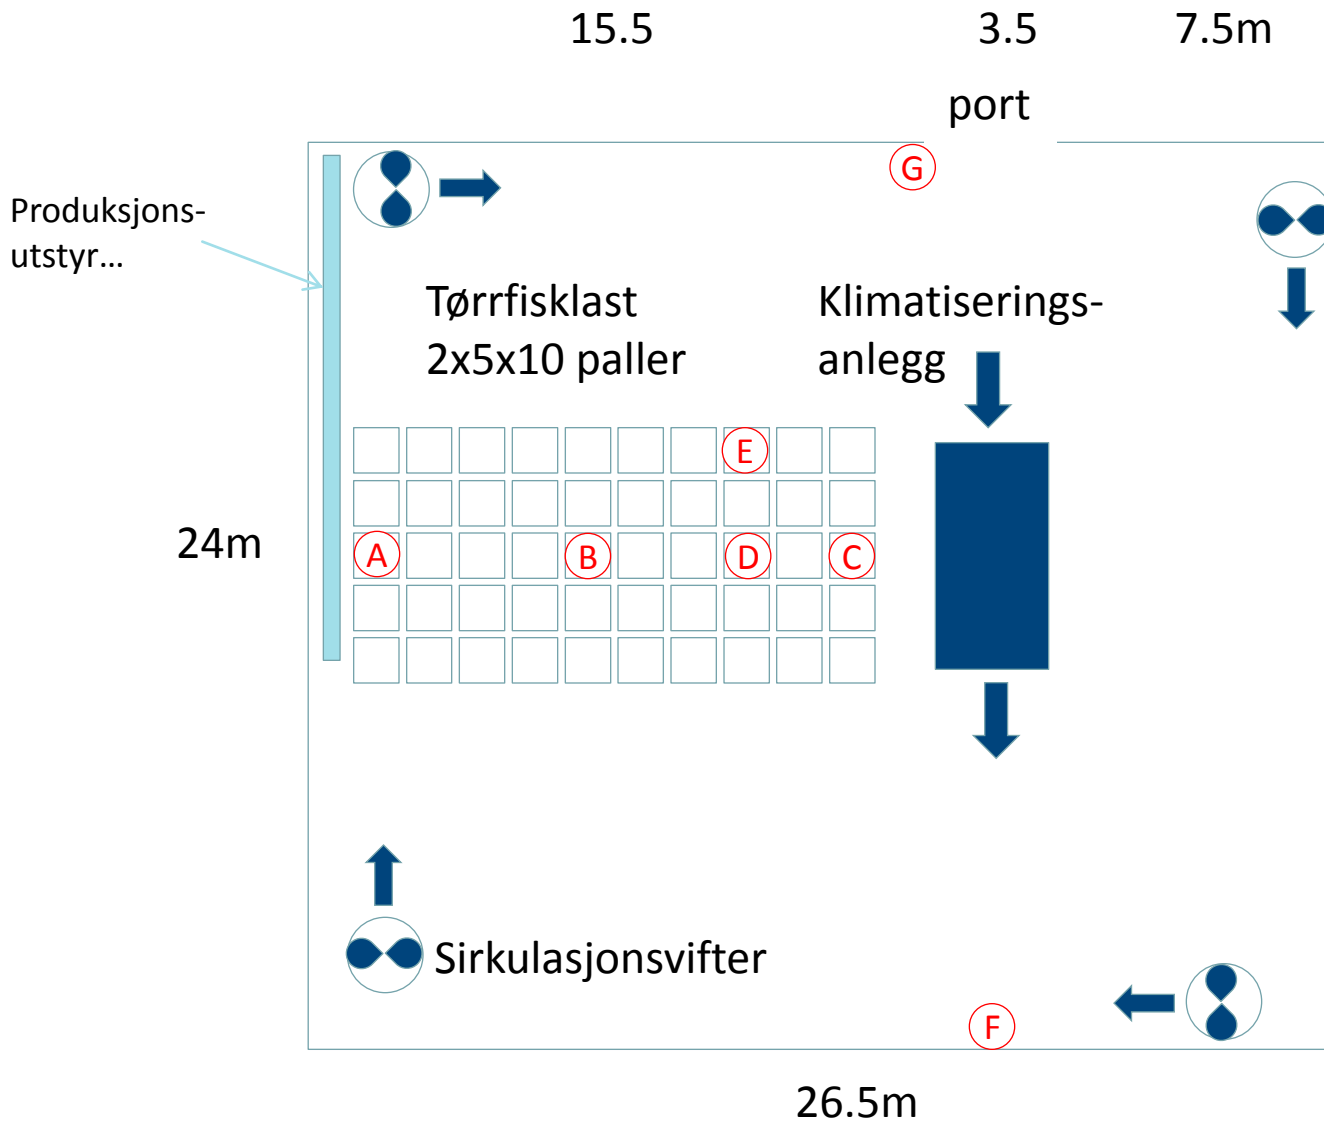 15.5 3.5 7.5m
port
G
Produksjons-
utstyr...
Tørrfisklast
2x5x10 paller
Klimatiserings-
anlegg
E
24m
A B D C
Sirkulasjonsvifter
F
26.5m